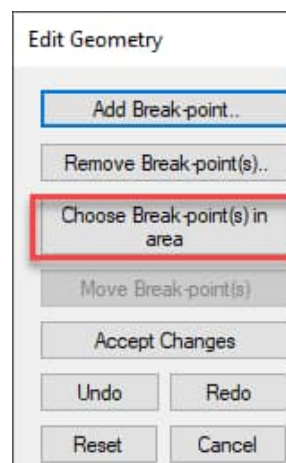 Edit Geometry
Add Break-point..
Remove Break-point(s)..
Choose Break-point(s) in
area
Move Break-point(s)
Accept Changes
Undo Redo
Reset Cancel